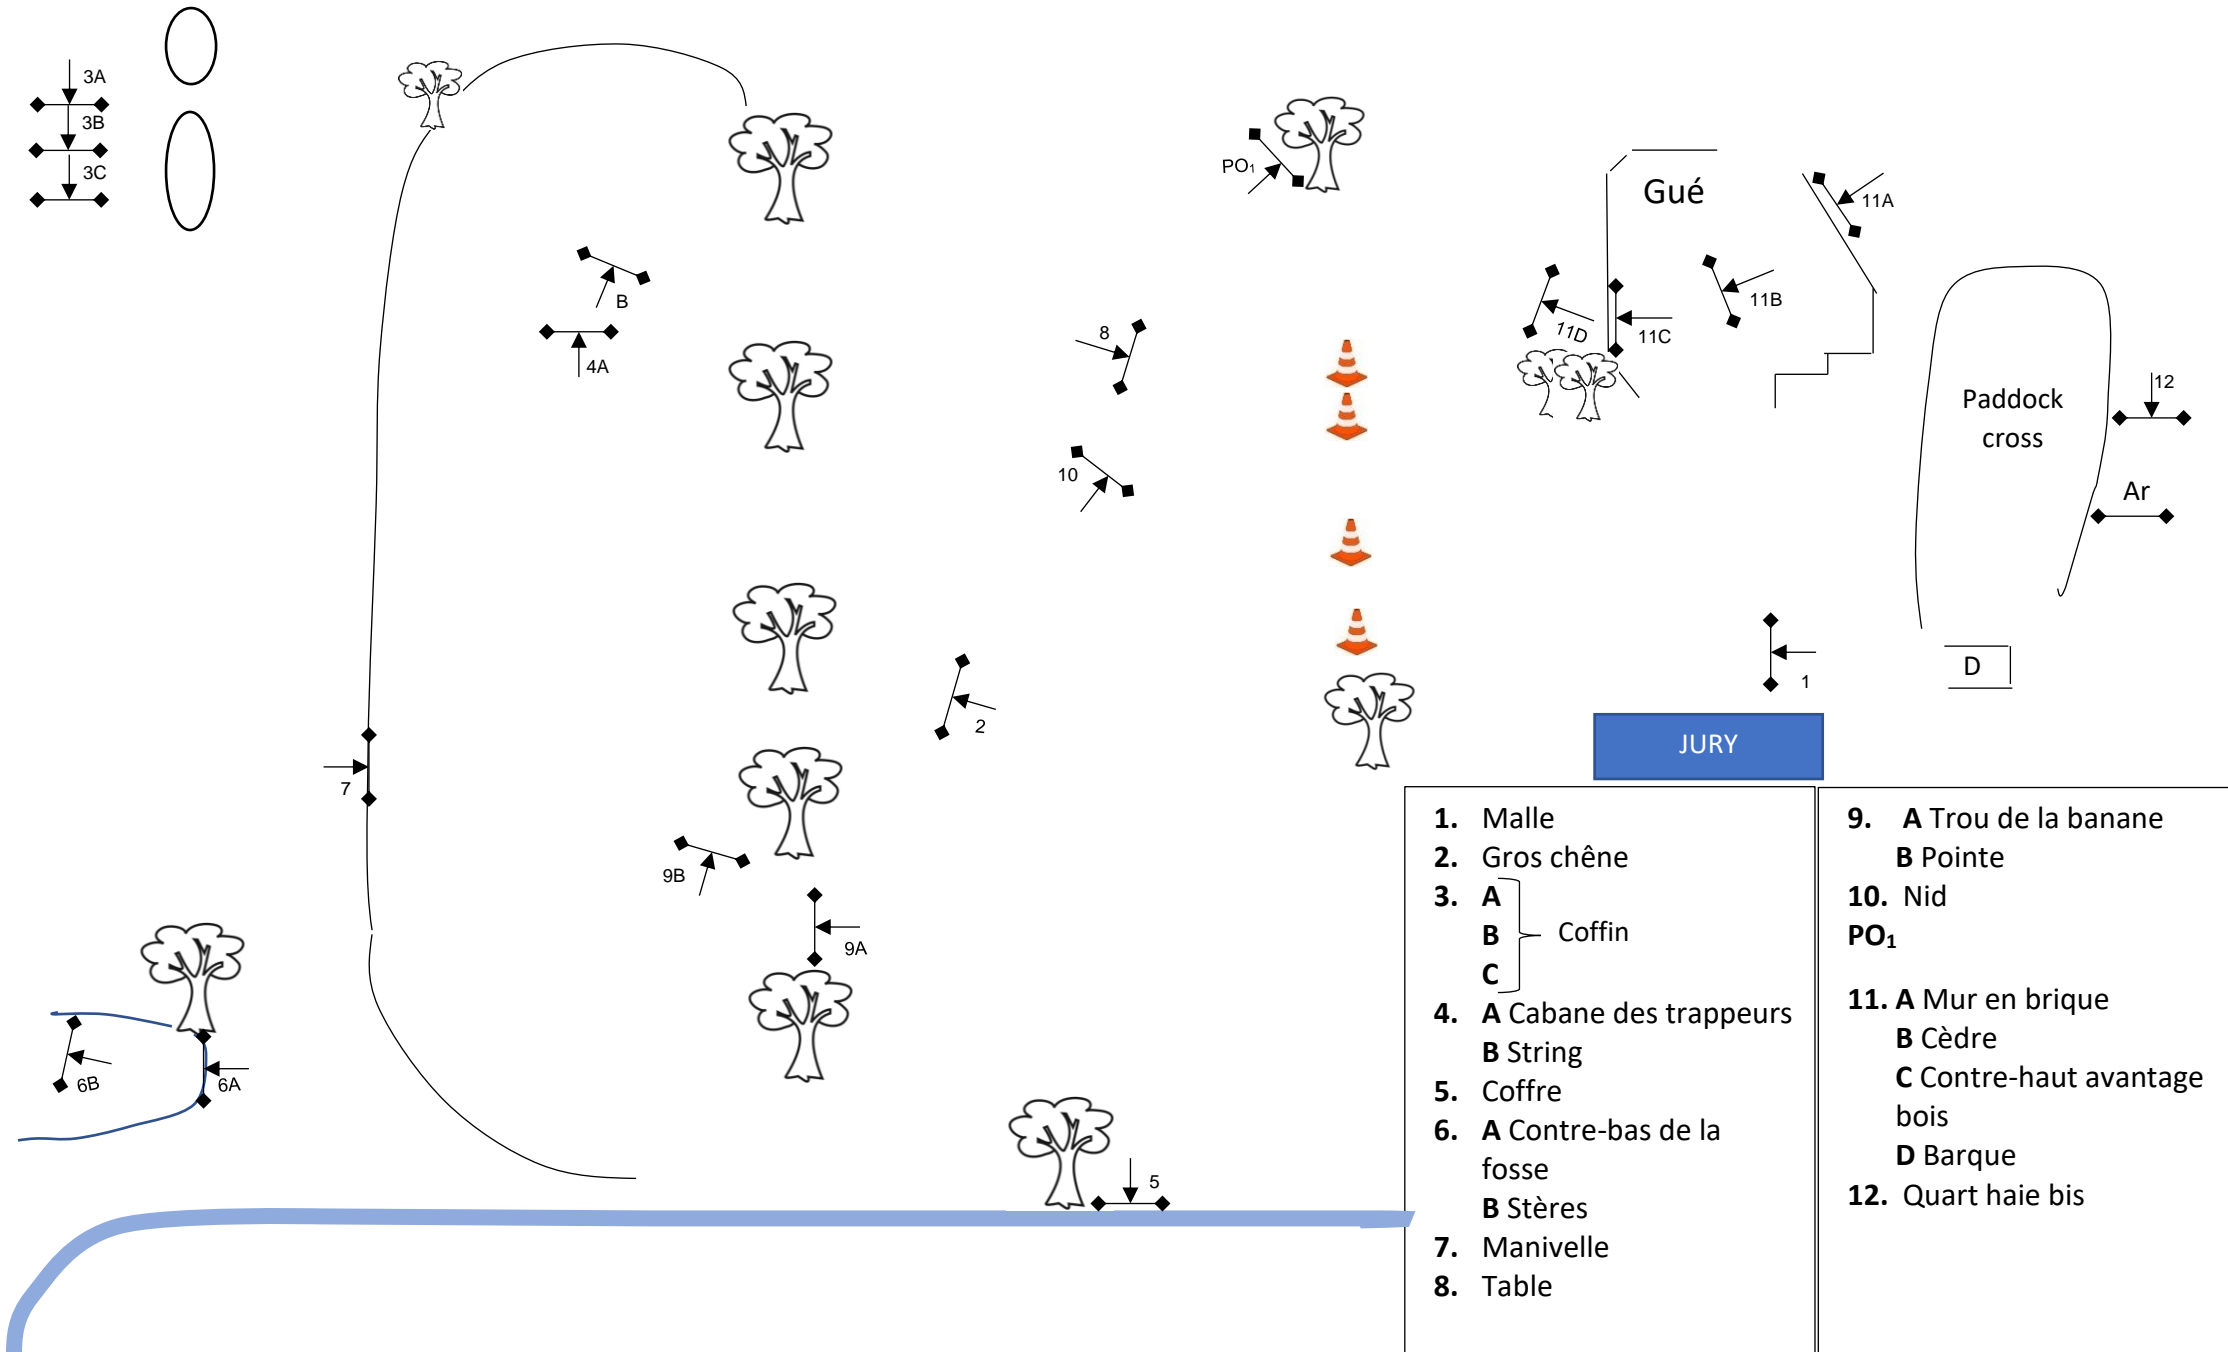 3A
3B
3C
B
4A
PO₁
Gué
11A
11B
11C
11D
8
10
12
Paddock
cross
Ar
D
1
2
7
9B
9A
6B
6A
5
JURY
1. Malle
2. Gros chêne
3. A
B
C
Coffin
4. A Cabane des trappeurs
B String
5. Coffre
6. A Contre-bas de la
fosse
B Stères
7. Manivelle
8. Table
9. A Trou de la banane
B Pointe
10. Nid
PO₁
11. A Mur en brique
B Cèdre
C Contre-haut avantage
bois
D Barque
12. Quart haie bis